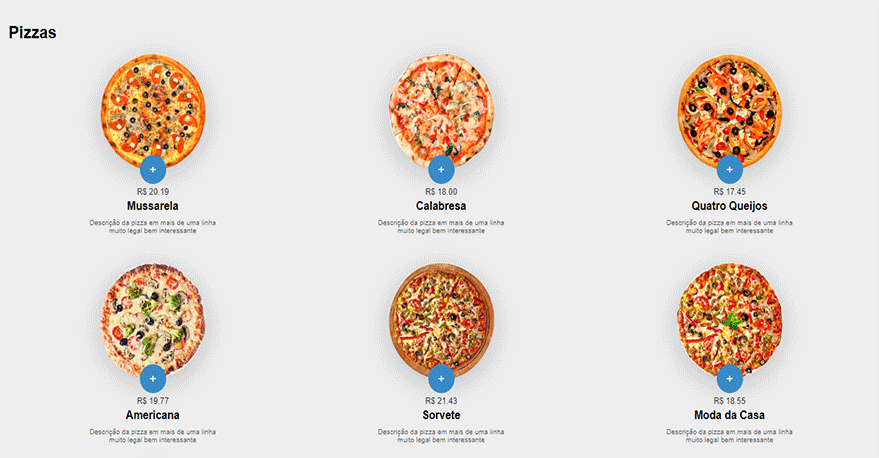 Pizzas
+
+
+
R$ 20.19
R$ 18.00
R$ 17.45
Mussarela
Calabresa
Quatro Queijos
Descrição da pizza em mais de uma linha
muito legal bem interessante
Descrição da pizza em mais de uma linha
muito legal bem interessante
Descrição da pizza em mais de uma linha
muito legal bem interessante
+
+
+
R$ 19.77
R$ 21.43
R$ 18.55
Americana
Sorvete
Moda da Casa
Descrição da pizza em mais de uma linha
muito legal bem interessante
Descrição da pizza em mais de uma linha
muito legal bem interessante
Descrição da pizza em mais de uma linha
muito legal bem interessante